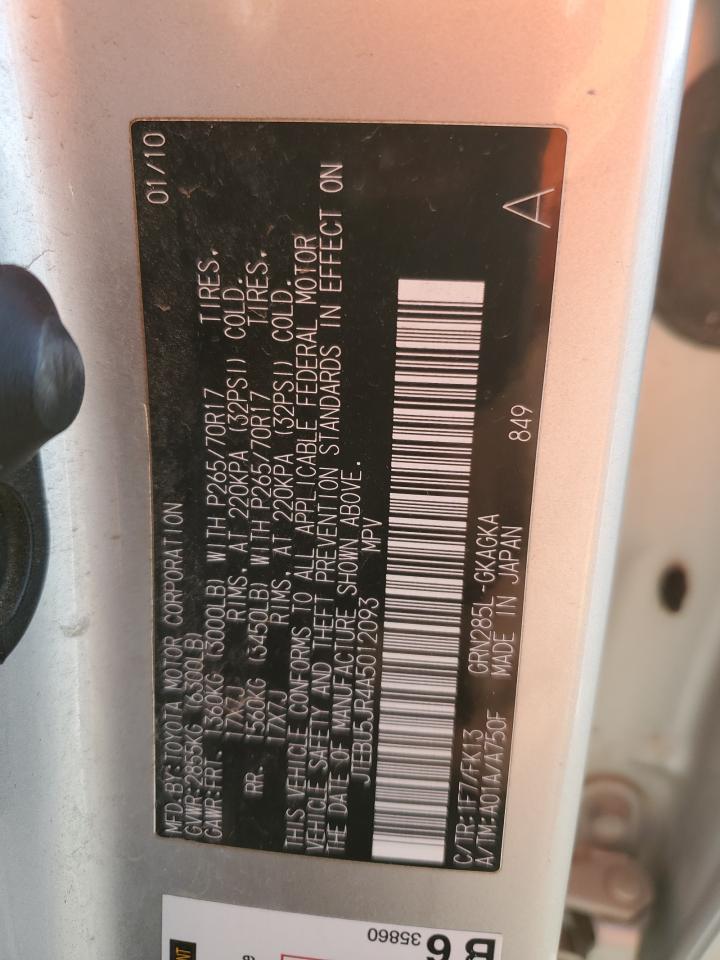 MFD.BY:TOYOTA MOTOR CORPORATION 01/10
GVWR:2855KG (6300LB)
GAWR:FRT. 1360KG (3000LB) WITH P265/70R17 TIRES.
17X7J RIMS. AT 220KPA (32PSI) COLD.
RR. 1560KG (3450LB) WITH P265/70R17 TIRES.
17X7J RIMS. AT 220KPA (32PSI) COLD.
THIS VEHICLE CONFORMS TO ALL APPLICABLE FEDERAL MOTOR
VEHICLE SAFETY AND THEFT PREVENTION STANDARDS IN EFFECT ON
THE DATE OF MANUFACTURE SHOWN ABOVE.
JTEBU5JR4A5012093 MPV
C/TR:1F7/FK13 GRN285L-GKAGKA 849
A/TM:A01A/A750F MADE IN JAPAN A
B6
35860